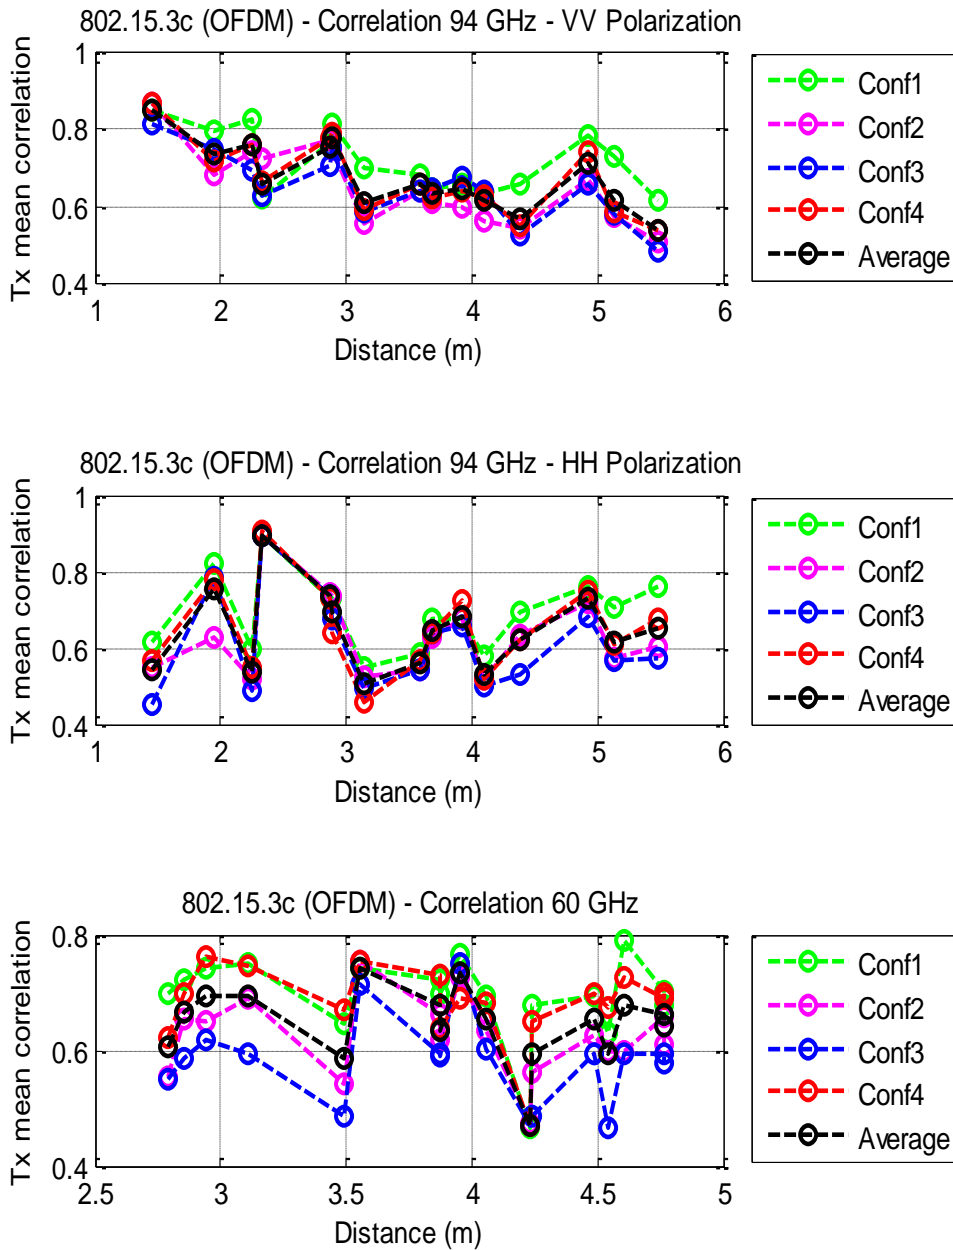 802.15.3c (OFDM) - Correlation 94 GHz - VV Polarization
Tx mean correlation
1
0.8
0.6
0.4
1 2 3 4 5 6
Distance (m)
Conf1
Conf2
Conf3
Conf4
Average
802.15.3c (OFDM) - Correlation 94 GHz - HH Polarization
Tx mean correlation
1
0.8
0.6
0.4
1 2 3 4 5 6
Distance (m)
Conf1
Conf2
Conf3
Conf4
Average
802.15.3c (OFDM) - Correlation 60 GHz
Tx mean correlation
0.8
0.6
0.4
2.5 3 3.5 4 4.5 5
Distance (m)
Conf1
Conf2
Conf3
Conf4
Average